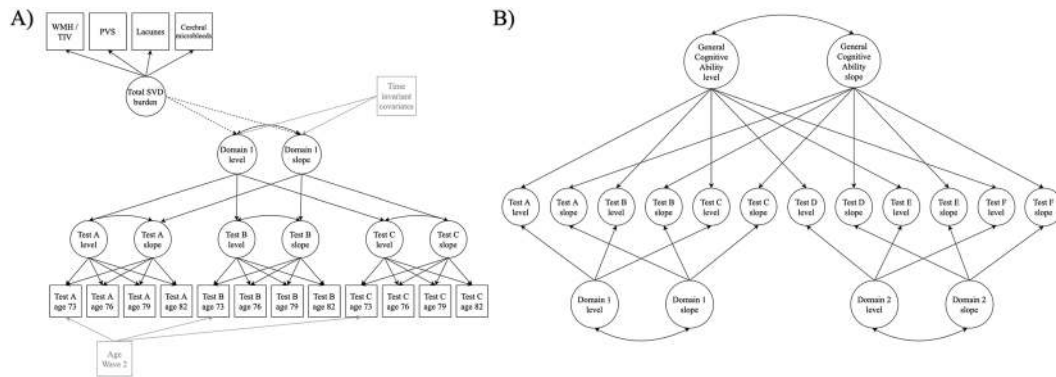 A)
WMH /
TIV
PVS
Lacunes
Cerebral
microbleeds
Total SVD
burden
Time
invariant
covariates
Domain 1
level
Domain 1
slope
Test A
level
Test A
slope
Test B
level
Test B
slope
Test C
level
Test C
slope
Test A
age 73
Test A
age 76
Test A
age 79
Test A
age 82
Test B
age 73
Test B
age 76
Test B
age 79
Test B
age 82
Test C
age 73
Test C
age 76
Test C
age 79
Test C
age 82
Age
Wave 2
B)
General
Cognitive
Ability
level
General
Cognitive
Ability
slope
Test A
level
Test A
slope
Test B
level
Test B
slope
Test C
level
Test C
slope
Test D
level
Test D
slope
Test E
level
Test E
slope
Test F
level
Test F
slope
Domain 1
level
Domain 1
slope
Domain 2
level
Domain 2
slope